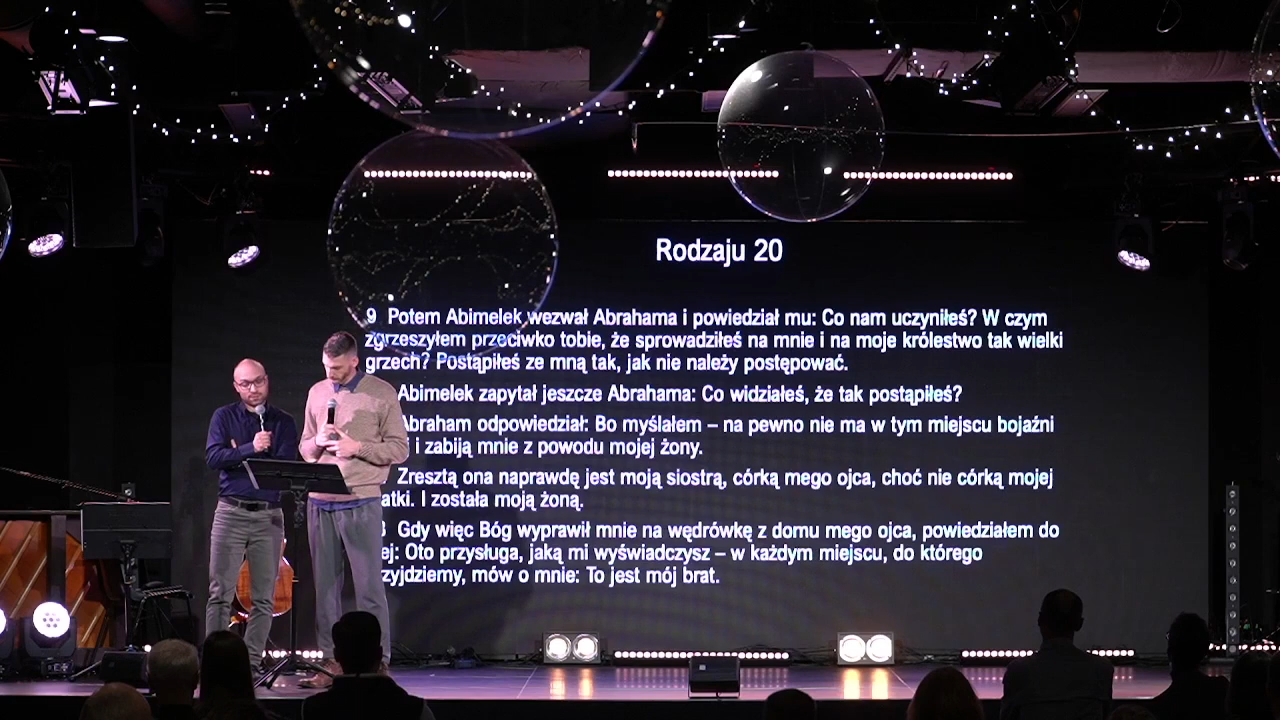 Rodzaju 20
9 Potem Abimelek wezwał Abrahama i powiedział mu: Co nam uczyniłeś? W czym
zgrzeszyłem przeciwko tobie, że sprowadziłeś na mnie i na moje królestwo tak wielki
grzech? Postąpiłeś ze mną tak, jak nie należy postępować.
Abimelek zapytał jeszcze Abrahama: Co widziałeś, że tak postąpiłeś?
Abraham odpowiedział: Bo myślałem – na pewno nie ma w tym miejscu bojaźni
i zabiją mnie z powodu mojej żony.
Zresztą ona naprawdę jest moją siostrą, córką mego ojca, choć nie córką mojej
atki. I została moją żoną.
Gdy więc Bóg wyprawił mnie na wędrówkę z domu mego ojca, powiedziałem do
ej: Oto przysługa, jaką mi wyświadczysz – w każdym miejscu, do którego
zyjdziemy, mów o mnie: To jest mój brat.